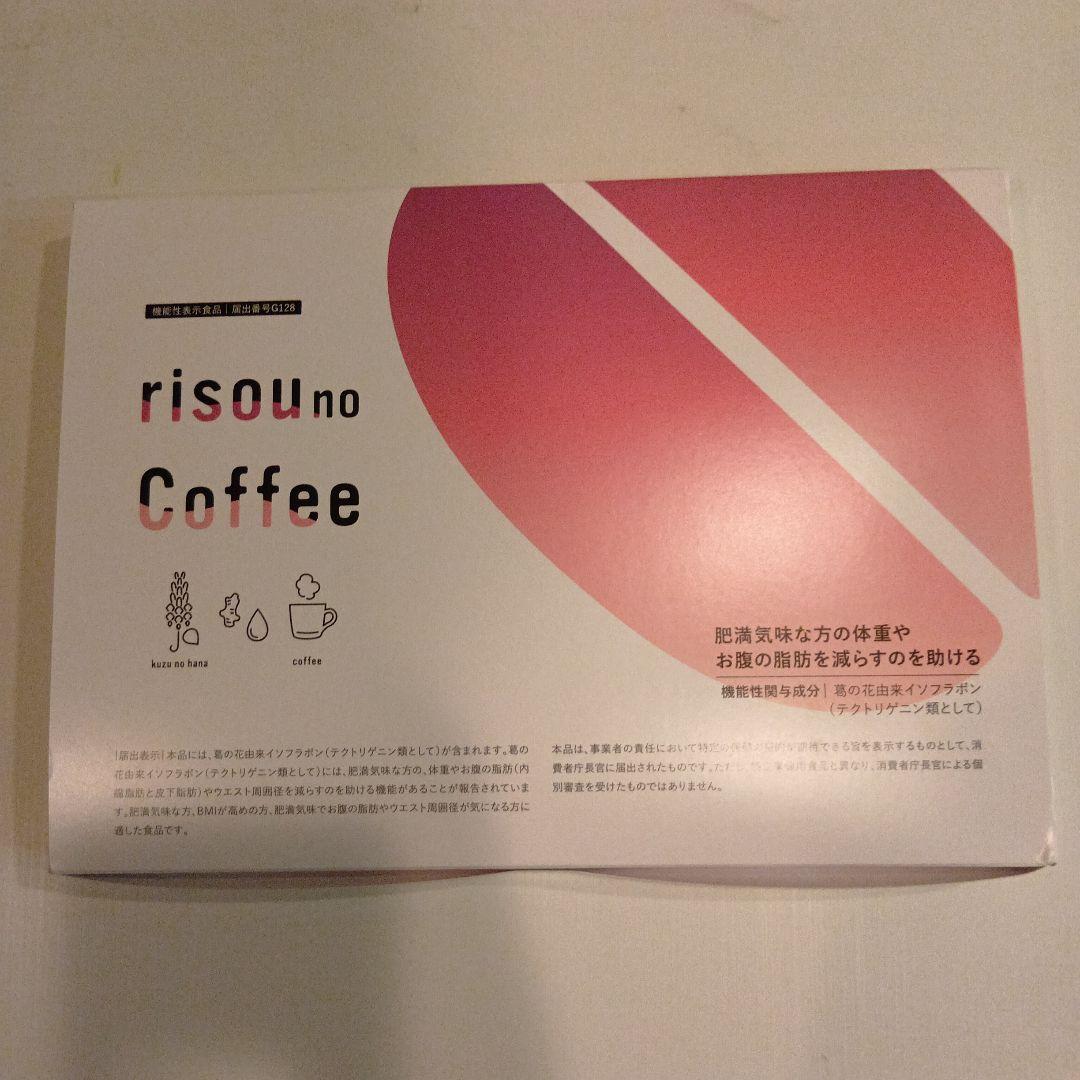 機能性表示食品｜届出番号G128
risou no
Coffee
kuzu no hana
coffee
肥満気味な方の体重や
お腹の脂肪を減らすのを助ける
機能性関与成分｜葛の花由来イソフラボン
（テクトリゲニン類として）
｜届出表示｜本品には、葛の花由来イソフラボン（テクトリゲニン類として）が含まれます。葛の
花由来イソフラボン（テクトリゲニン類として）には、肥満気味な方の、体重やお腹の脂肪（内
臓脂肪と皮下脂肪）やウエスト周囲径を減らすのを助ける機能があることが報告されていま
す。肥満気味な方、BMIが高めの方、肥満気味でお腹の脂肪やウエスト周囲径が気になる方に
適した食品です。
本品は、事業者の責任において特定の保健の目的が期待できる旨を表示するものとして、消
費者庁長官に届出されたものです。ただし、特定保健用食品と異なり、消費者庁長官による個
別審査を受けたものではありません。